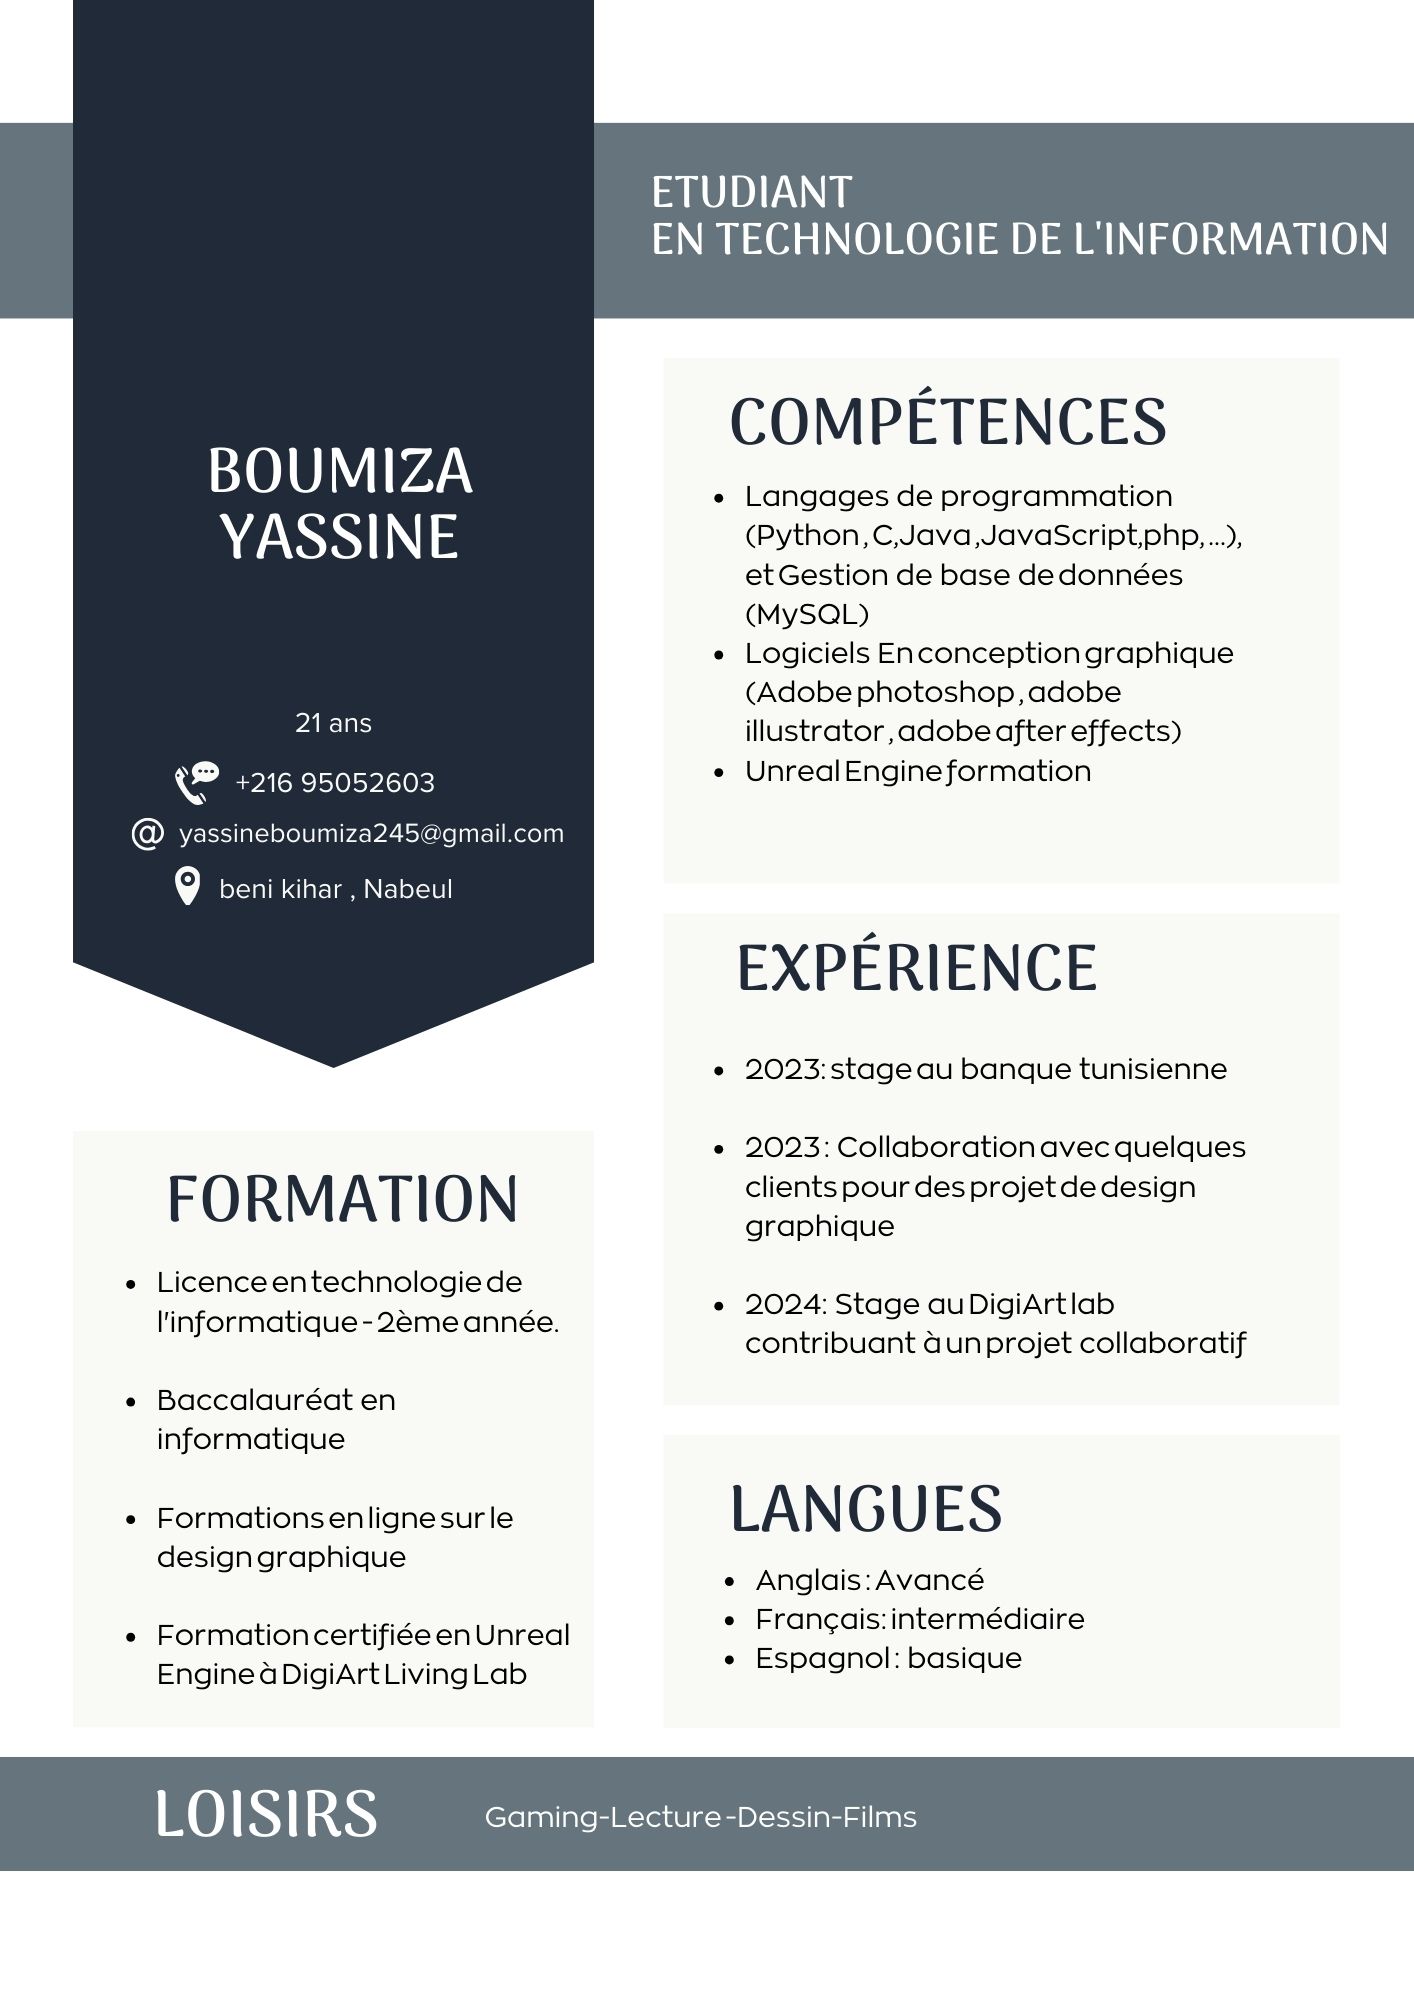 ETUDIANT
EN TECHNOLOGIE DE L'INFORMATION
BOUMIZA
YASSINE
21 ans
+216 95052603
@ yassineboumiza245@gmail.com
beni kihar , Nabeul
FORMATION
• Licence en technologie de
l'informatique - 2ème année.
• Baccalauréat en
informatique
• Formations en ligne sur le
design graphique
• Formation certifiée en Unreal
Engine à DigiArt Living Lab
COMPÉTENCES
• Langages de programmation
(Python , C,Java ,JavaScript,php, ...),
et Gestion de base de données
(MySQL)
• Logiciels En conception graphique
(Adobe photoshop , adobe
illustrator , adobe after effects)
• Unreal Engine formation
EXPÉRIENCE
• 2023: stage au banque tunisienne
• 2023 : Collaboration avec quelques
clients pour des projet de design
graphique
• 2024: Stage au DigiArt lab
contribuant à un projet collaboratif
LANGUES
• Anglais : Avancé
• Français: intermédiaire
• Espagnol : basique
LOISIRS
Gaming-Lecture -Dessin-Films